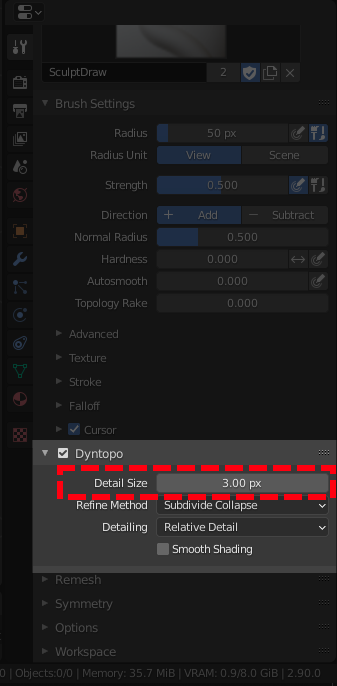 SculptDraw 2
Brush Settings
Radius 50 px
Radius Unit View Scene
Strength 0.500
Direction + Add − Subtract
Normal Radius 0.500
Hardness 0.000
Autosmooth 0.000
Topology Rake 0.000
Advanced
Texture
Stroke
Falloff
Cursor
Dyntopo
Detail Size 3.00 px
Refine Method Subdivide Collapse
Detailing Relative Detail
Smooth Shading
Remesh
Symmetry
Options
Workspace
0 | Objects:0/0 | Memory: 35.7 MiB | VRAM: 0.9/8.0 GiB | 2.90.0